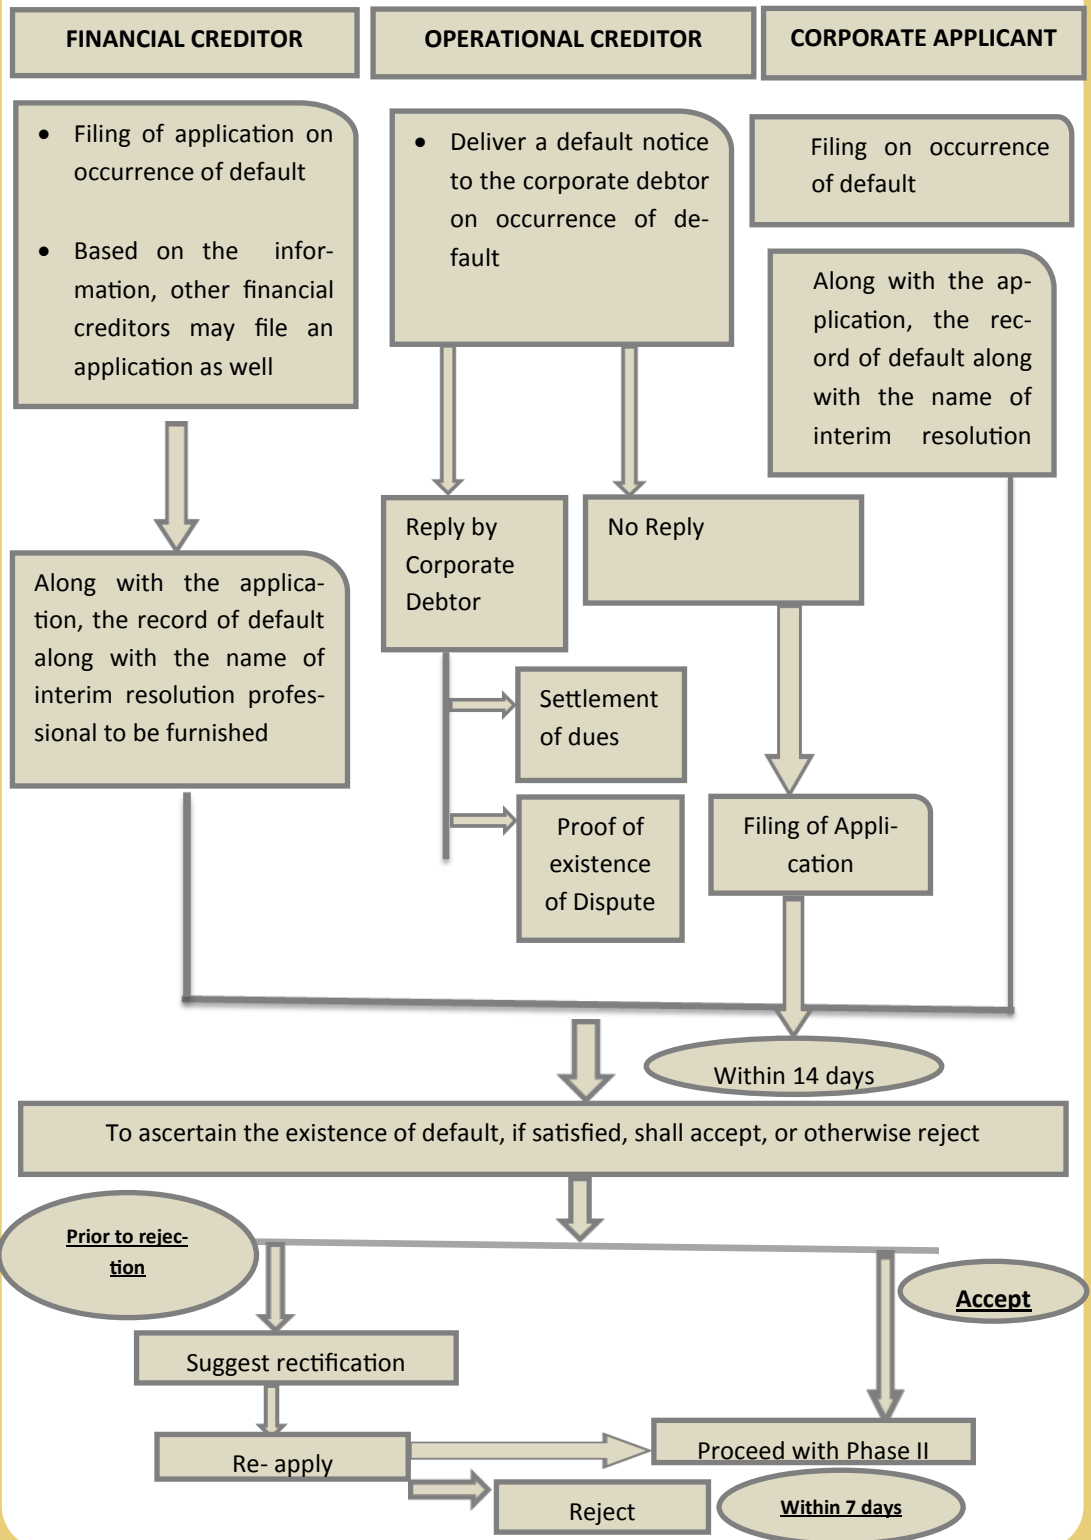 FINANCIAL CREDITOR
OPERATIONAL CREDITOR
CORPORATE APPLICANT
• Filing of application on
occurrence of default
• Based on the infor-
mation, other financial
creditors may file an
application as well
• Deliver a default notice
to the corporate debtor
on occurrence of de-
fault
Filing on occurrence
of default
Along with the ap-
plication, the rec-
ord of default along
with the name of
interim resolution
Reply by
Corporate
Debtor
No Reply
Along with the applica-
tion, the record of default
along with the name of
interim resolution profes-
sional to be furnished
Settlement
of dues
Proof of
existence
of Dispute
Filing of Appli-
cation
Within 14 days
To ascertain the existence of default, if satisfied, shall accept, or otherwise reject
Prior to rejec-
tion
Accept
Suggest rectification
Re- apply
Proceed with Phase II
Reject
Within 7 days